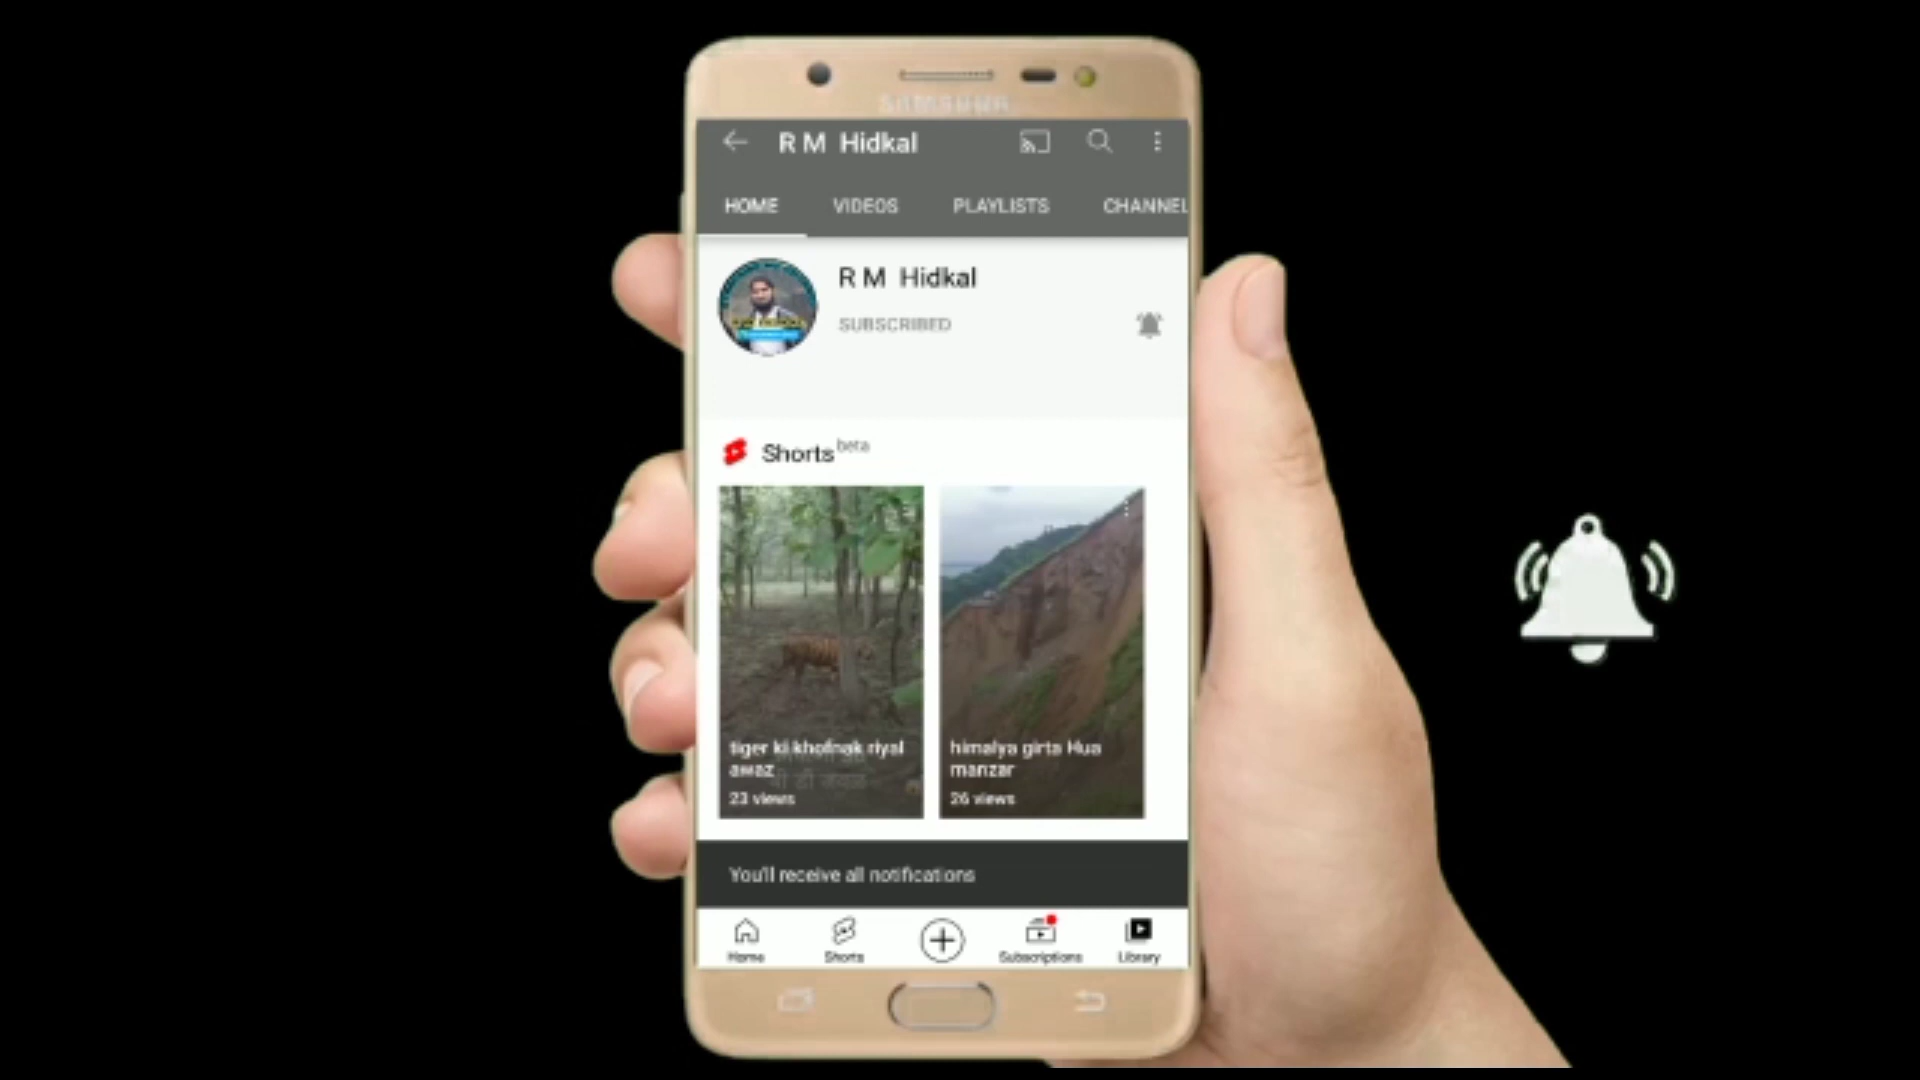 SAMSUNG
R M Hidkal
HOME VIDEOS PLAYLISTS CHANNEL
R M Hidkal
SUBSCRIBED
Shorts beta
tiger ki khofnak riyal
awaz
23 views
himalya girta Hua
manzar
26 views
You'll receive all notifications
Home Shorts Subscriptions Library